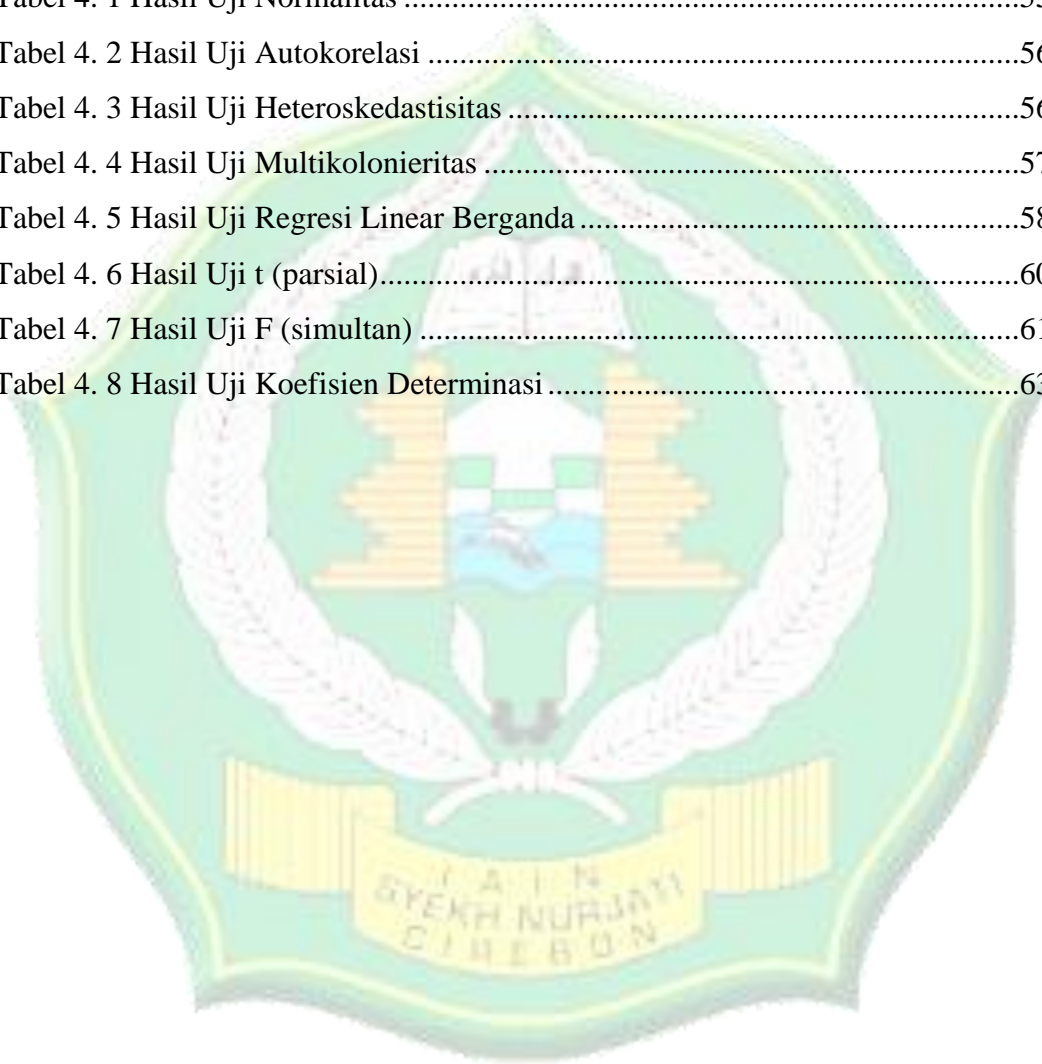 Tabel 4. 1 Hasil Uji Normalitas ...........................................................................
Tabel 4. 2 Hasil Uji Autokorelasi ........................................................................56
Tabel 4. 3 Hasil Uji Heteroskedastisitas ..............................................................56
Tabel 4. 4 Hasil Uji Multikolonieritas .................................................................57
Tabel 4. 5 Hasil Uji Regresi Linear Berganda .....................................................58
Tabel 4. 6 Hasil Uji t (parsial)..............................................................................60
Tabel 4. 7 Hasil Uji F (simultan) .........................................................................61
Tabel 4. 8 Hasil Uji Koefisien Determinasi .........................................................63
IAIN
SYEKH NURJATI
CIREBON